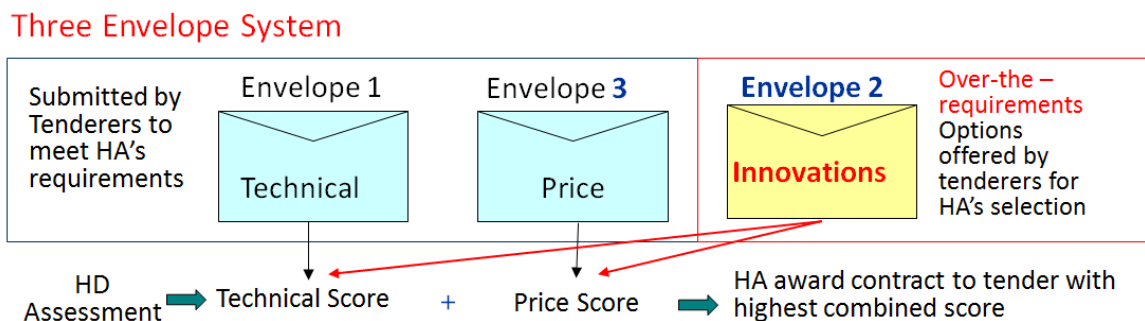 Three Envelope System
Submitted by
Tenderers to
meet HA's
requirements
Envelope 1
Technical
Envelope 3
Price
Envelope 2
Innovations
Over-the –
requirements
Options
offered by
tenderers for
HA's selection
HD
Assessment
Technical Score
+
Price Score
HA award contract to tender with
highest combined score